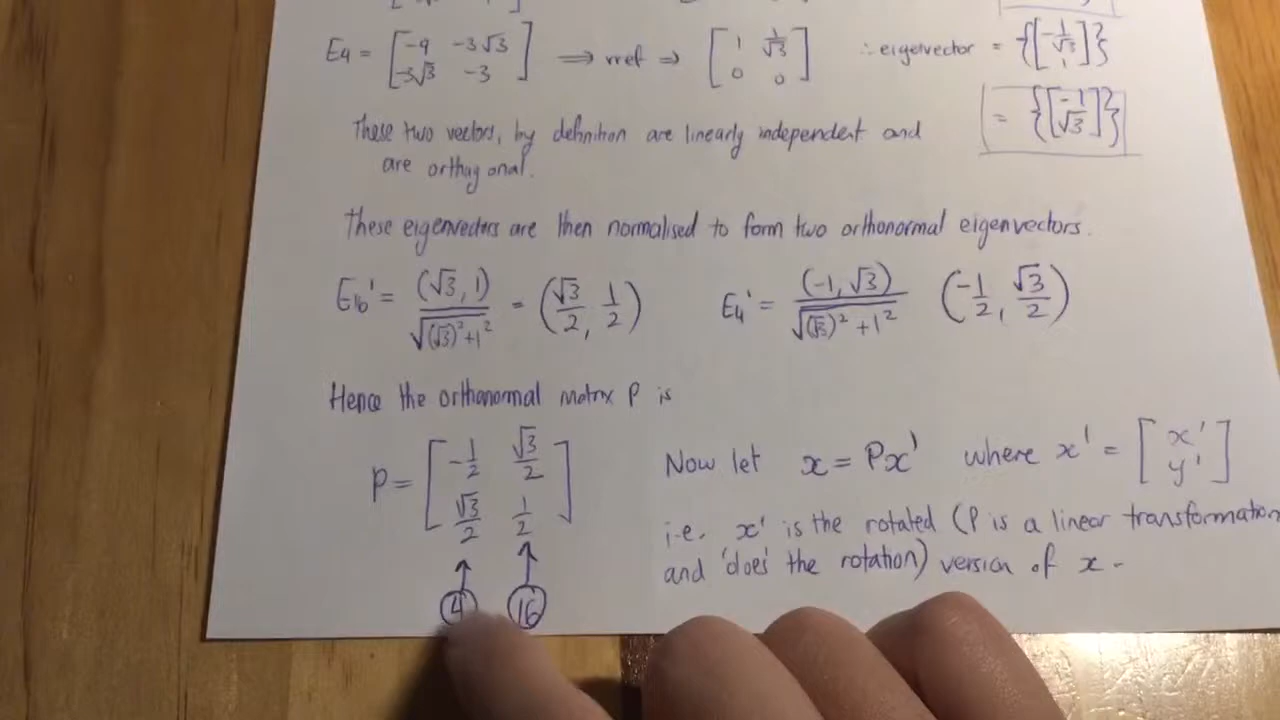 E4 = [-9 -3√3; -3√3 -3] ⟹ rref ⇒ [1 1/√3; 0 0] ∴ eigenvector = {[-1/√3; 1]}
= {[-1; √3]}
These two vectors, by definition are linearly independent and
are orthagonal.
These eigenvectors are then normalised to form two orthonormal eigenvectors.
E16' = (√3, 1)/√((√3)²+1²) = (√3/2, 1/2) E4' = (-1, √3)/√((√3)²+1²) (-1/2, √3/2)
Hence the orthonormal matrix P is
P = [-1/2 √3/2; √3/2 1/2] Now let x = Px' where x' = [x'; y']
i.e. x' is the rotated (P is a linear transformation
and 'does' the rotation) version of x.
4 16